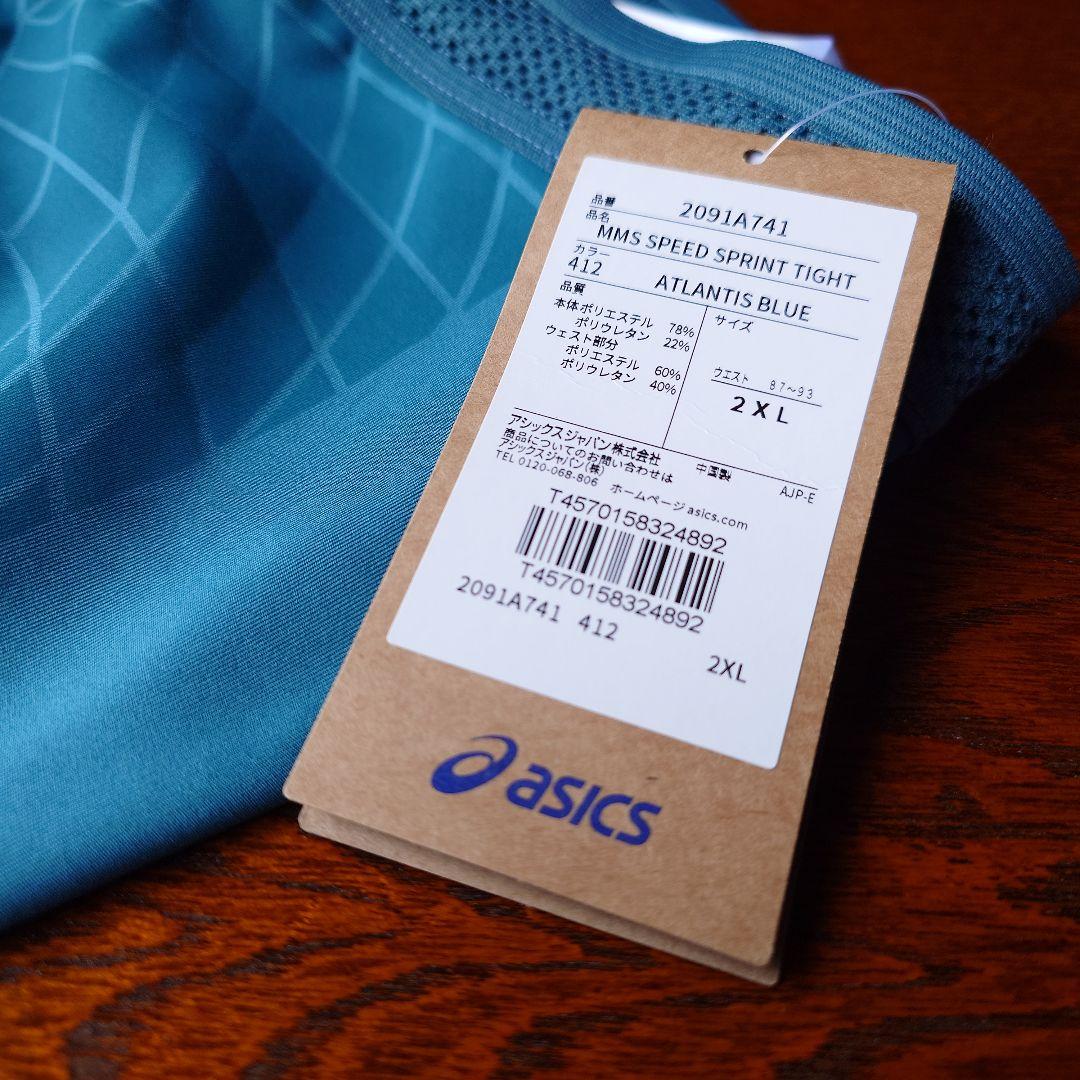 品番 2091A741
品名
MMS SPEED SPRINT TIGHT
カラー
412 ATLANTIS BLUE
品質
本体 ポリエステル 78%
ポリウレタン 22%
ウェスト部分
ポリエステル 60%
ポリウレタン 40%
サイズ
ウエスト 87〜93
2XL
アシックスジャパン株式会社
商品についてのお問い合わせは
アシックスジャパン(株)
TEL 0120-068-806 ホームページ asics.com
中国製 AJP-E
T4570158324892
T4570158324892
2091A741 412
2XL
asics